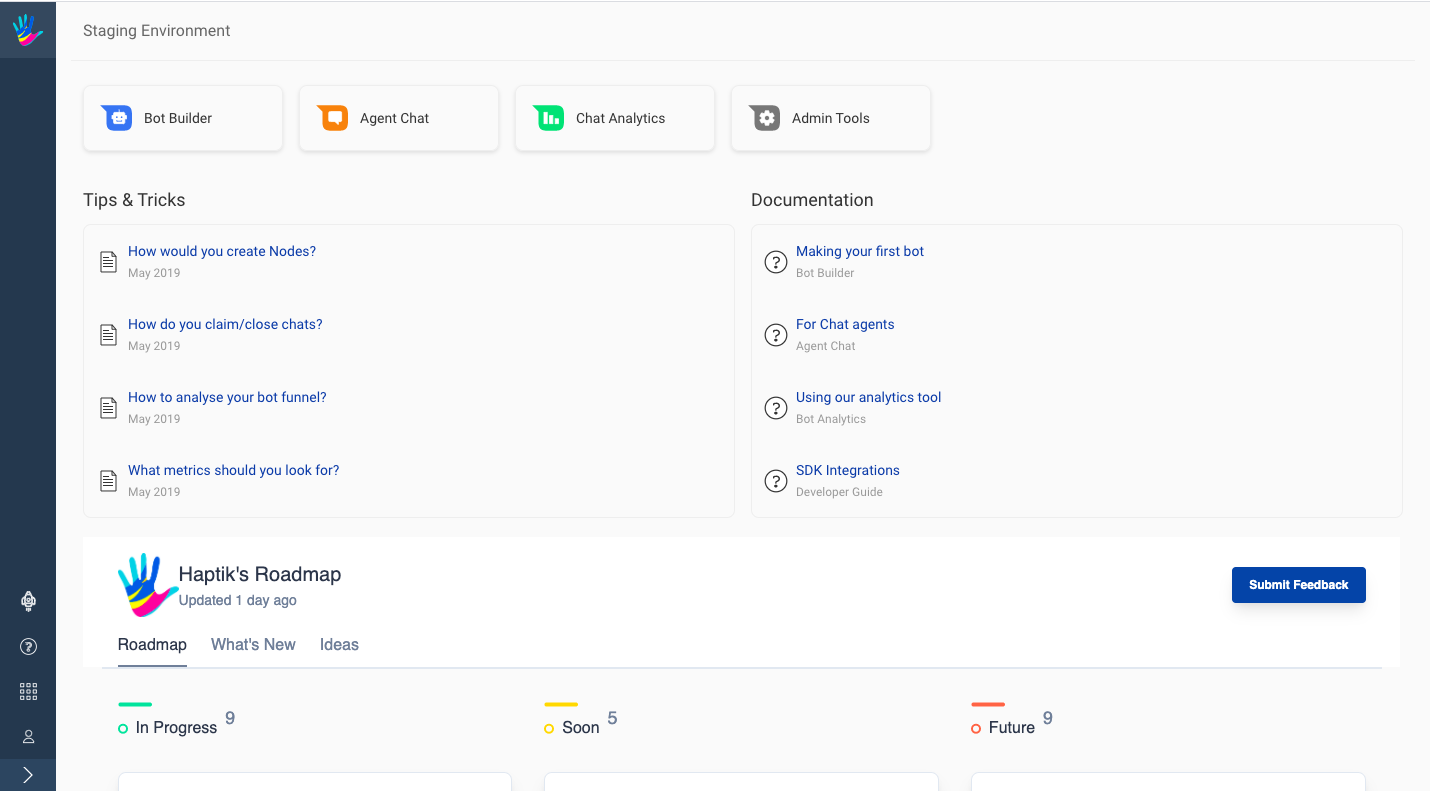 Staging Environment
Bot Builder
Agent Chat
Chat Analytics
Admin Tools
Tips & Tricks
How would you create Nodes?
May 2019
How do you claim/close chats?
May 2019
How to analyse your bot funnel?
May 2019
What metrics should you look for?
May 2019
Documentation
Making your first bot
Bot Builder
For Chat agents
Agent Chat
Using our analytics tool
Bot Analytics
SDK Integrations
Developer Guide
Haptik's Roadmap
Updated 1 day ago
Submit Feedback
Roadmap
What's New
Ideas
In Progress 9
Soon 5
Future 9